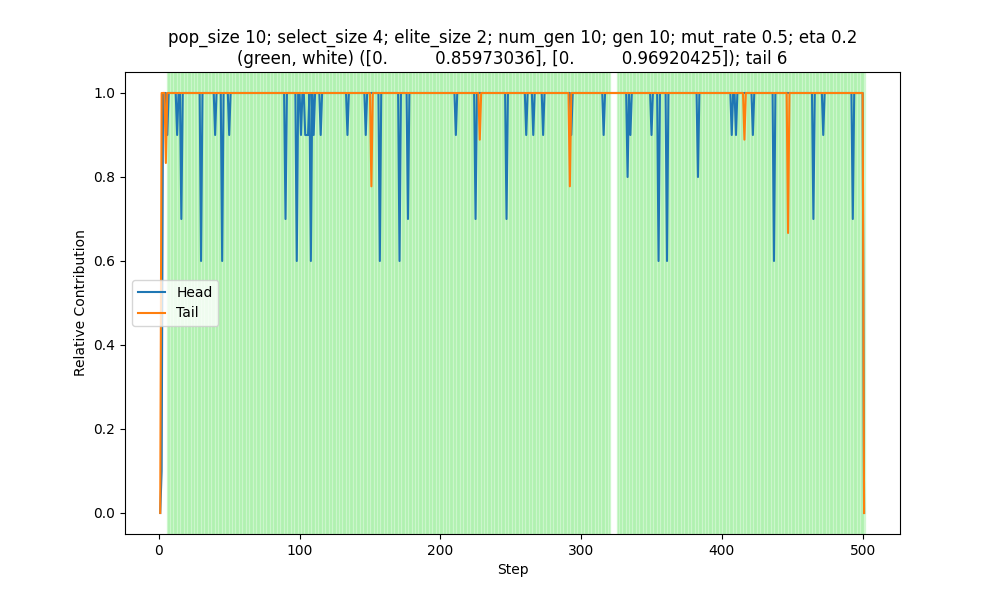 pop_size 10; select_size 4; elite_size 2; num_gen 10; gen 10; mut_rate 0.5; eta 0.2
(green, white) ([0. 0.85973036], [0. 0.96920425]); tail 6
1.0
0.8
0.6
0.4
0.2
0.0
Relative Contribution
Head
Tail
0 100 200 300 400 500
Step